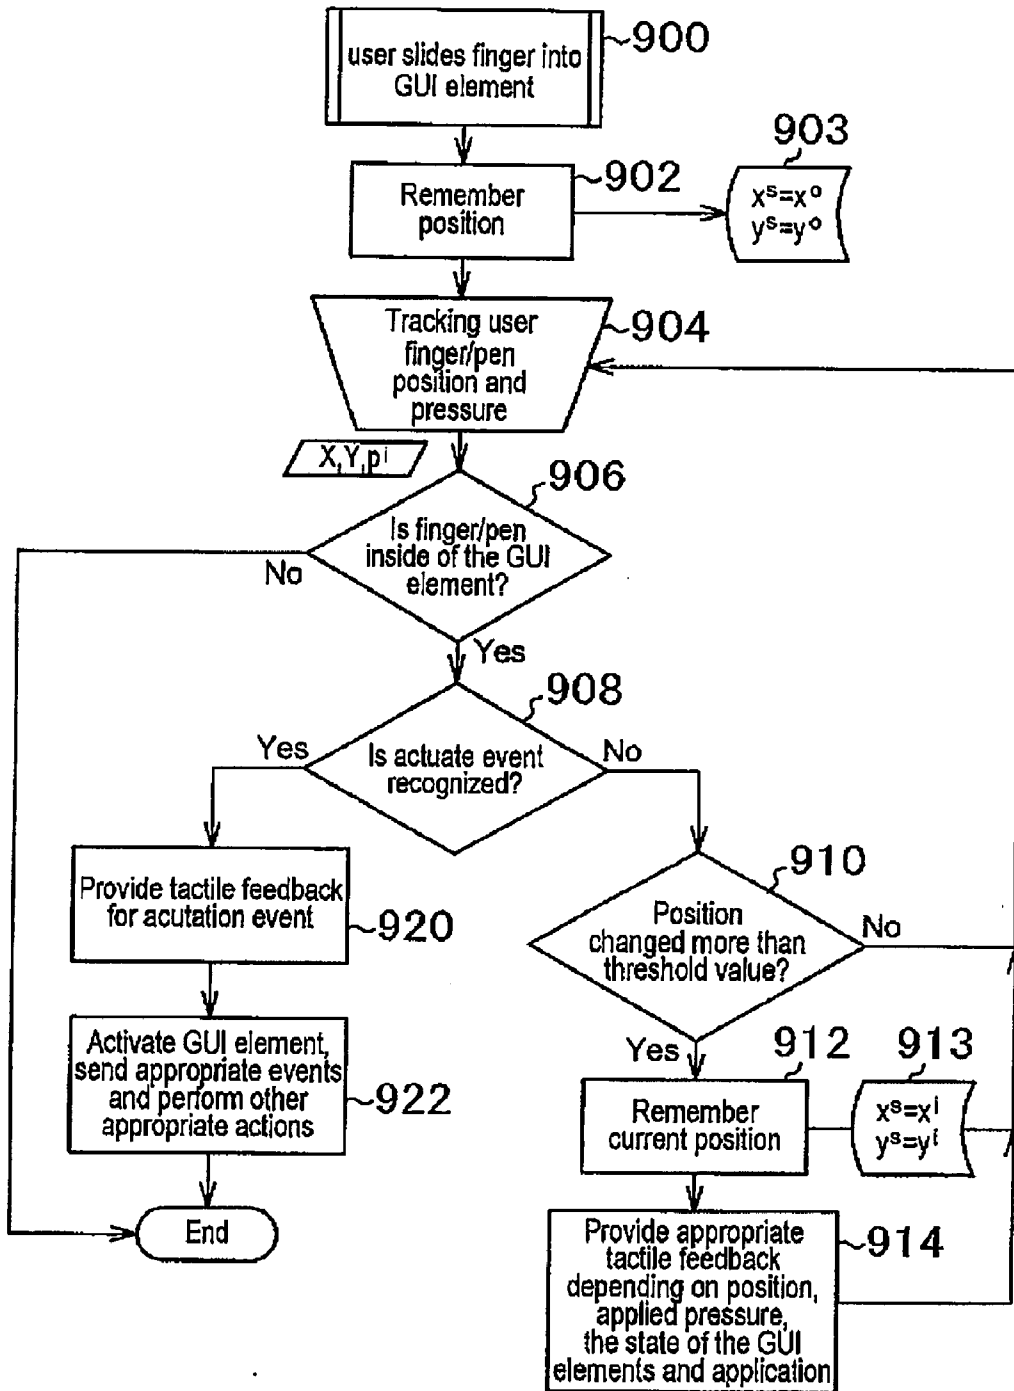 900
user slides finger into
GUI element
903
902
Remember
position
xˢ=xᵒ
yˢ=yᵒ
904
Tracking user
finger/pen
position and
pressure
X,Y,pⁱ
906
Is finger/pen
inside of the GUI
element?
No
Yes
908
Is actuate event
recognized?
Yes
No
910
Position
changed more than
threshold value?
No
Yes
Provide tactile feedback
for acutation event
920
Activate GUI element,
send appropriate events
and perform other
appropriate actions
922
End
912
913
Remember
current position
xˢ=xⁱ
yˢ=yⁱ
914
Provide appropriate
tactile feedback
depending on position,
applied pressure,
the state of the GUI
elements and application